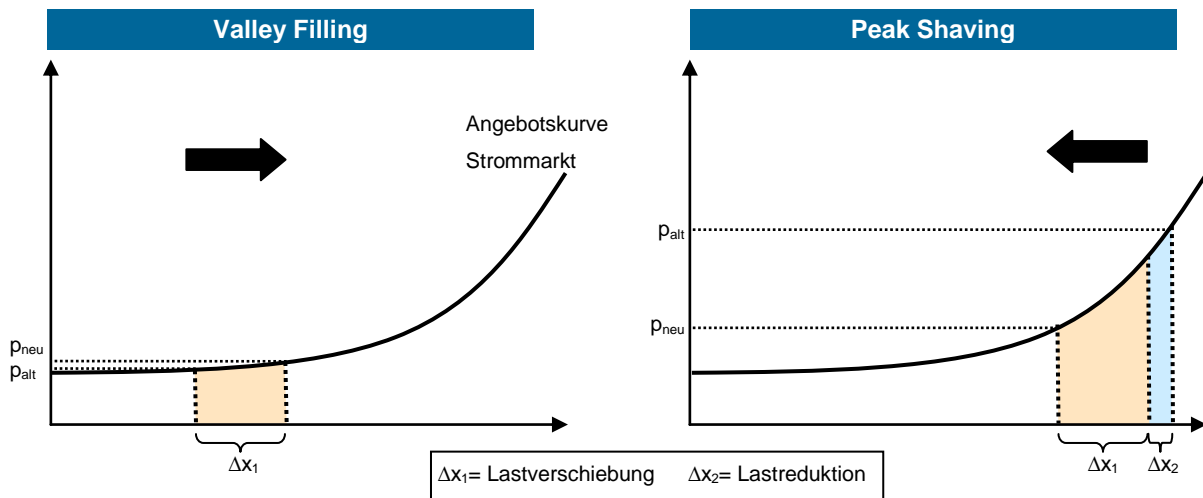 Valley Filling
Peak Shaving
Angebotskurve
Strommarkt
p_neu
p_alt
Δx₁
p_alt
p_neu
Δx₁
Δx₂
Δx₁= Lastverschiebung Δx₂= Lastreduktion